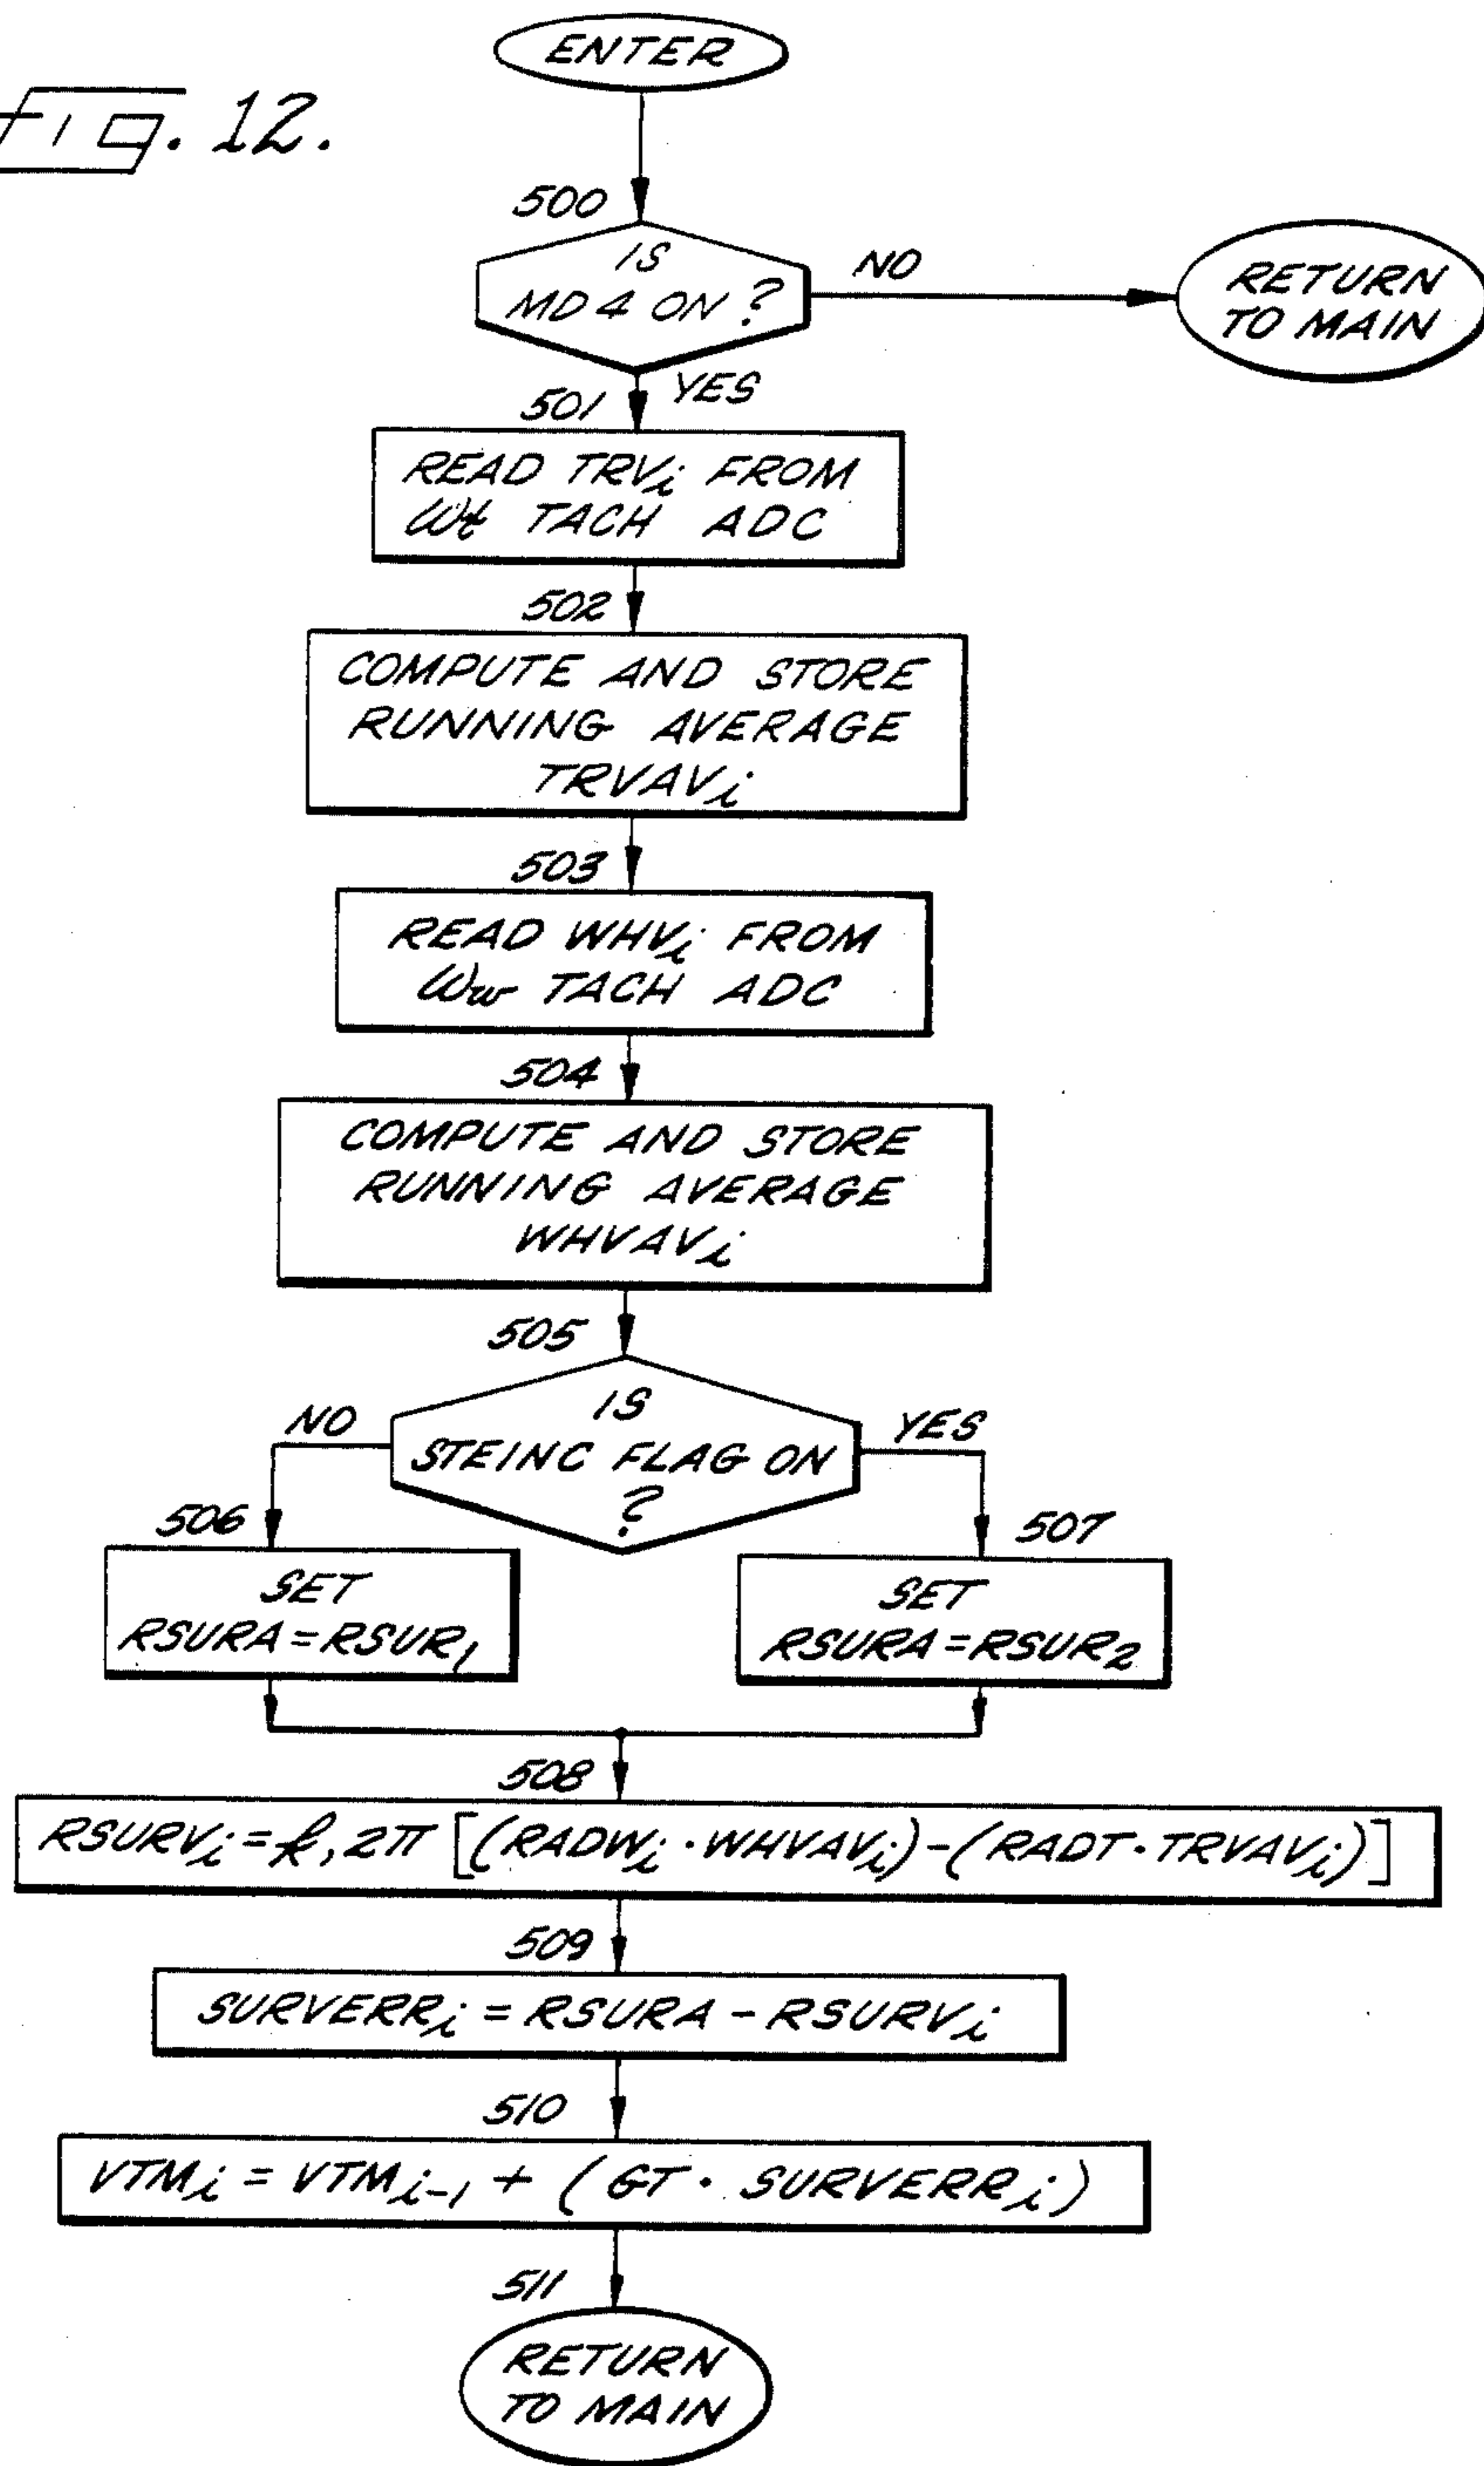 Fig. 12.
ENTER
500
IS
MD4 ON ?
NO
RETURN
TO MAIN
YES
501
READ TRVi FROM
ωt TACH ADC
502
COMPUTE AND STORE
RUNNING AVERAGE
TRVAVi
503
READ WHVi FROM
ωw TACH ADC
504
COMPUTE AND STORE
RUNNING AVERAGE
WHVAVi
505
IS
STEINC FLAG ON
?
NO
YES
506
SET
RSURA = RSUR1
507
SET
RSURA = RSUR2
508
RSURVi = k, 2π [(RADWi · WHVAVi) - (RADT · TRVAVi)]
509
SURVERRi = RSURA - RSURVi
510
VTMi = VTMi-1 + (GT · SURVERRi)
511
RETURN
TO MAIN